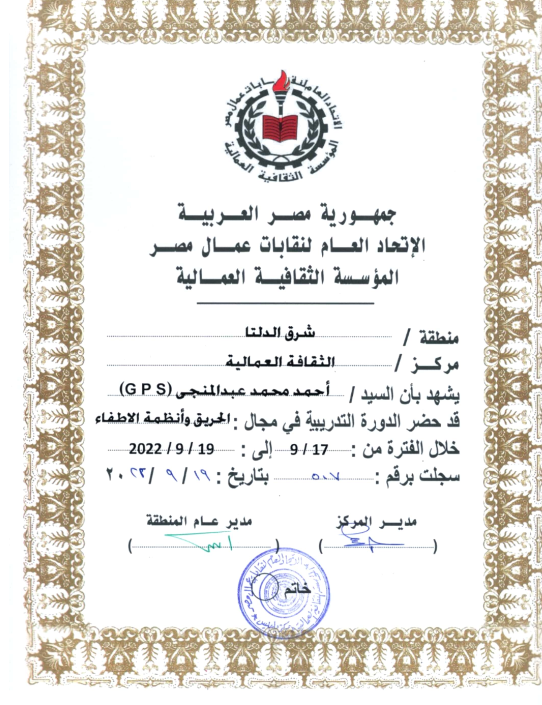 الاتحاد العام لنقابات عمال مصر
المؤسسة الثقافية العمالية
جمهورية مصر العربية
الإتحاد العام لنقابات عمال مصر
المؤسسة الثقافية العمالية
منطقة / شرق الدلتا
مركز / الثقافة العمالية
يشهد بأن السيد / أحمد محمد عبدالمنجى (G P S)
قد حضر الدورة التدريبية في مجال : الحريق وأنظمة الاطفاء
خلال الفترة من : 17 / 9 إلى : 19 / 9 / 2022
سجلت برقم : ٥٠٧ بتاريخ : ١٩ / ٩ / ٢٠٢٢
مديـر المركز
مدير عام المنطقة
( )
( )
خاتم